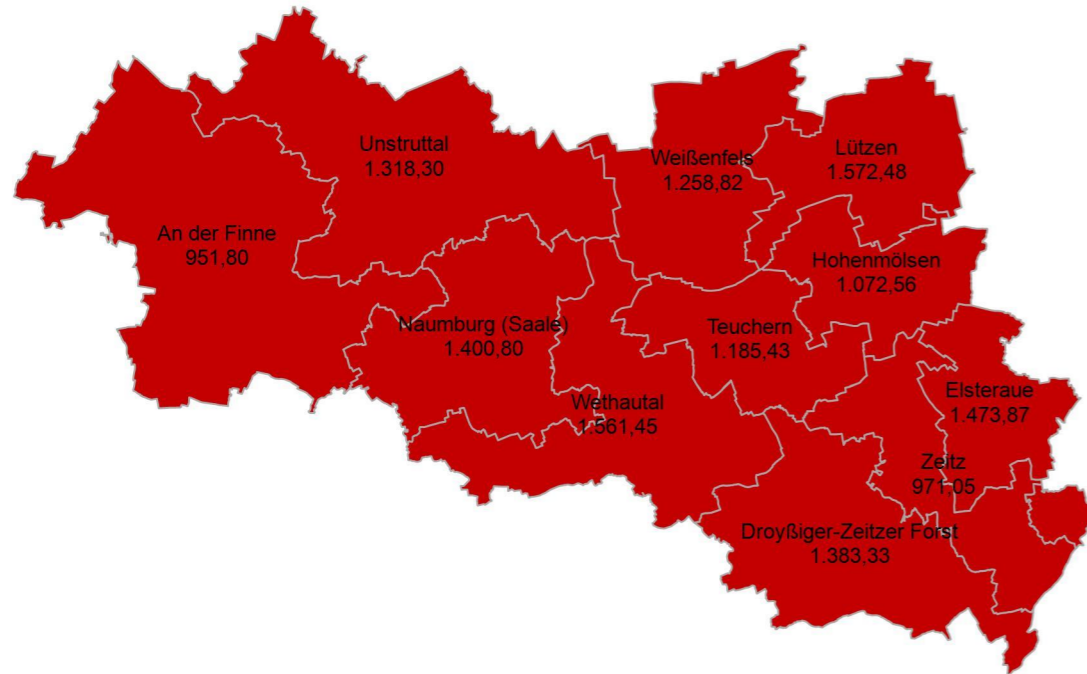 Unstruttal
1.318,30
Weißenfels
1.258,82
Lützen
1.572,48
An der Finne
951,80
Hohenmölsen
1.072,56
Naumburg (Saale)
1.400,80
Teuchern
1.185,43
Wethautal
1.561,45
Elsteraue
1.473,87
Zeitz
971,05
Droyßiger-Zeitzer Forst
1.383,33